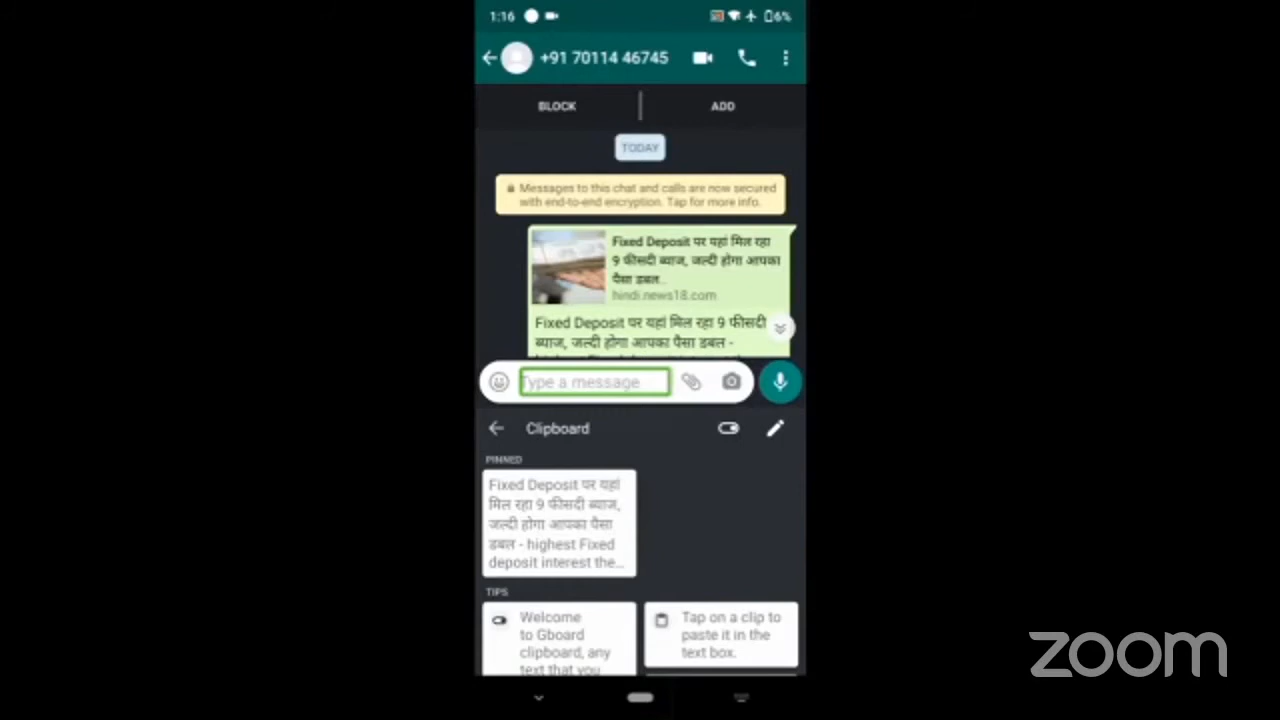 1:16
6%
+91 70114 46745
BLOCK
ADD
TODAY
Messages to this chat and calls are now secured
with end-to-end encryption. Tap for more info.
Fixed Deposit पर यहां मिल रहा
9 फीसदी ब्याज, जल्दी होगा आपका
पैसा डबल..
hindi.news18.com
Fixed Deposit पर यहां मिल रहा 9 फीसदी
ब्याज, जल्दी होगा आपका पैसा डबल -
Type a message
Clipboard
PINNED
Fixed Deposit पर यहां
मिल रहा 9 फीसदी ब्याज,
जल्दी होगा आपका पैसा
डबल - highest Fixed
deposit interest the...
TIPS
Welcome
to Gboard
clipboard, any
text that you
Tap on a clip to
paste it in the
text box.
zoom